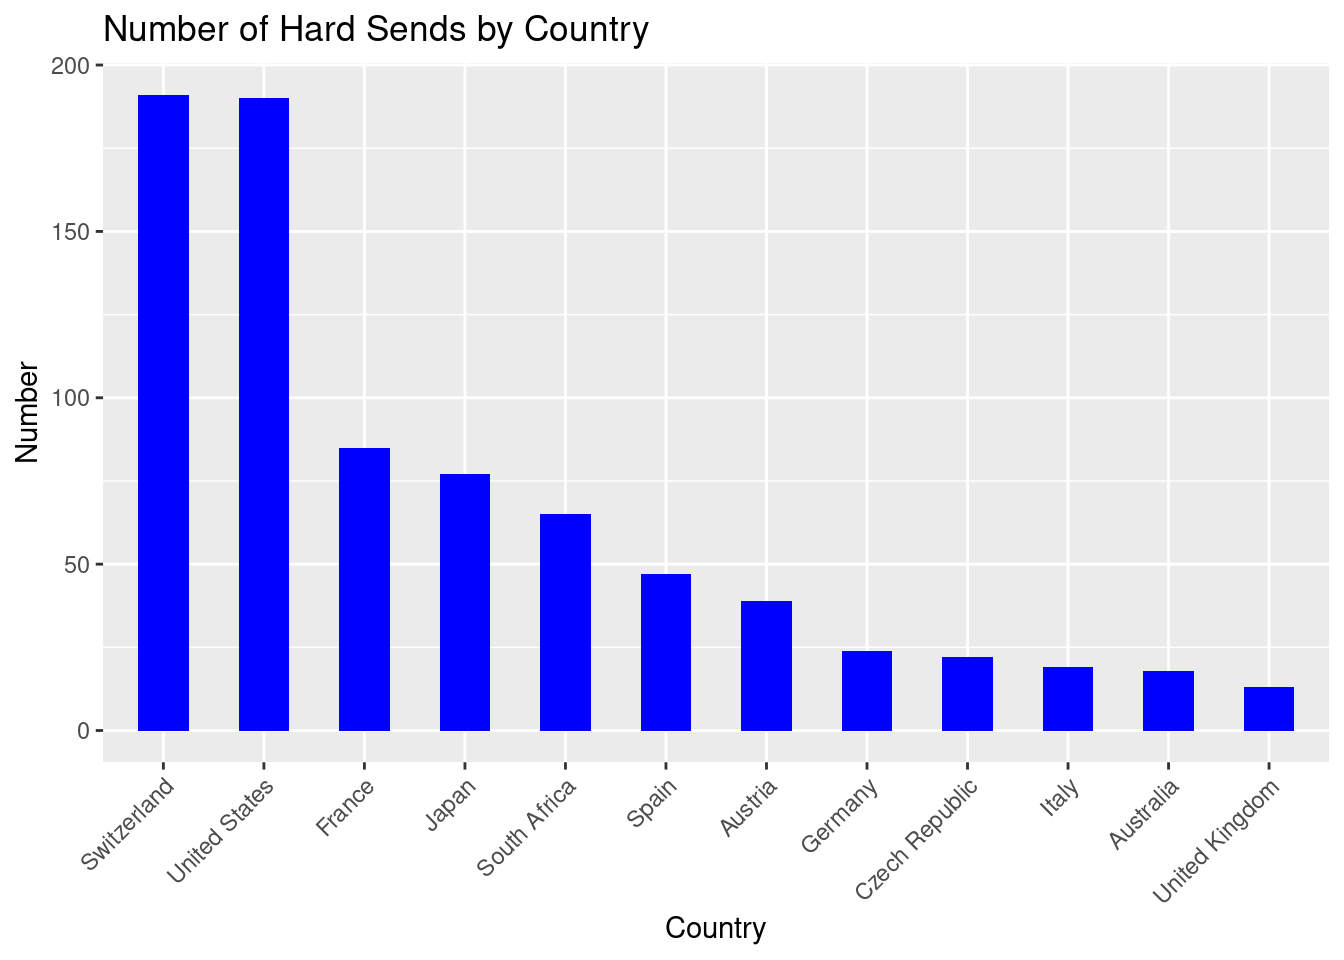 Number of Hard Sends by Country
Number
200
150
100
50
0
Switzerland
United States
France
Japan
South Africa
Spain
Austria
Germany
Czech Republic
Italy
Australia
United Kingdom
Country